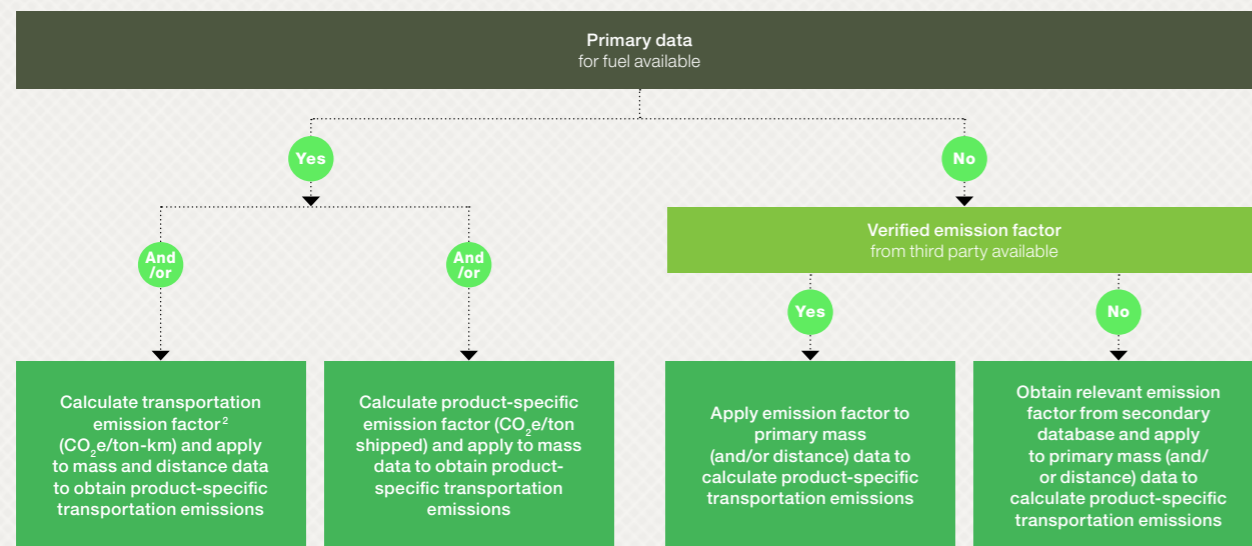 Primary data
for fuel available
Yes
No
Verified emission factor
from third party available
And
/or
And
/or
Yes
No
Calculate transportation
emission factor²
(CO₂e/ton-km) and apply
to mass and distance data
to obtain product-specific
transportation emissions
Calculate product-specific
emission factor (CO₂e/ton
shipped) and apply to mass
data to obtain product-
specific transportation
emissions
Apply emission factor to
primary mass
(and/or distance) data to
calculate product-specific
transportation emissions
Obtain relevant emission
factor from secondary
database and apply
to primary mass (and/
or distance) data to
calculate product-specific
transportation emissions